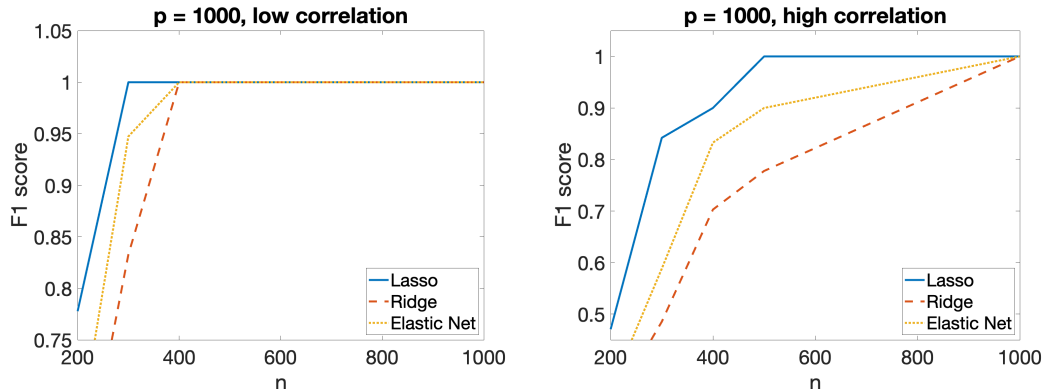 p = 1000, low correlation
1.05
1
0.95
0.9
0.85
0.8
0.75
F1 score
200
400
600
800
1000
n
Lasso
Ridge
Elastic Net
p = 1000, high correlation
1
0.9
0.8
0.7
0.6
0.5
F1 score
200
400
600
800
1000
n
Lasso
Ridge
Elastic Net